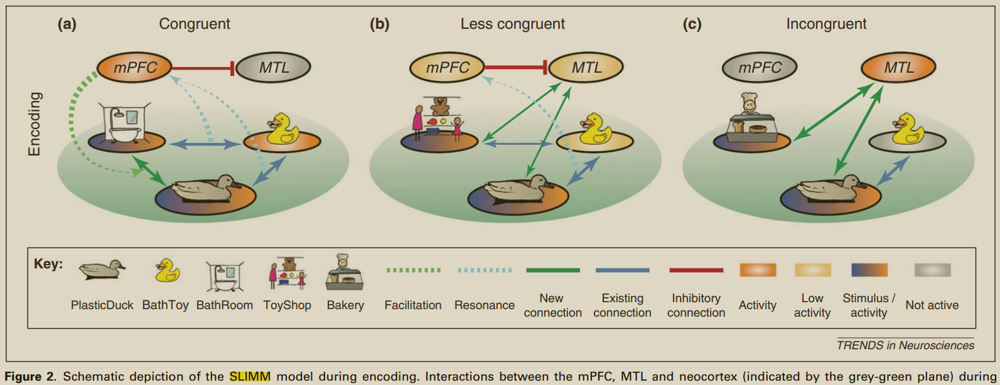 (a) Congruent (b) Less congruent (c) Incongruent
mPFC MTL mPFC MTL mPFC MTL
Encoding
Key:
PlasticDuck BathToy BathRoom ToyShop Bakery Facilitation Resonance New connection Existing connection Inhibitory connection Activity Low activity Stimulus / activity Not active
TRENDS in Neurosciences
Figure 2. Schematic depiction of the SLIMM model during encoding. Interactions between the mPFC, MTL and neocortex (indicated by the grey-green plane) during